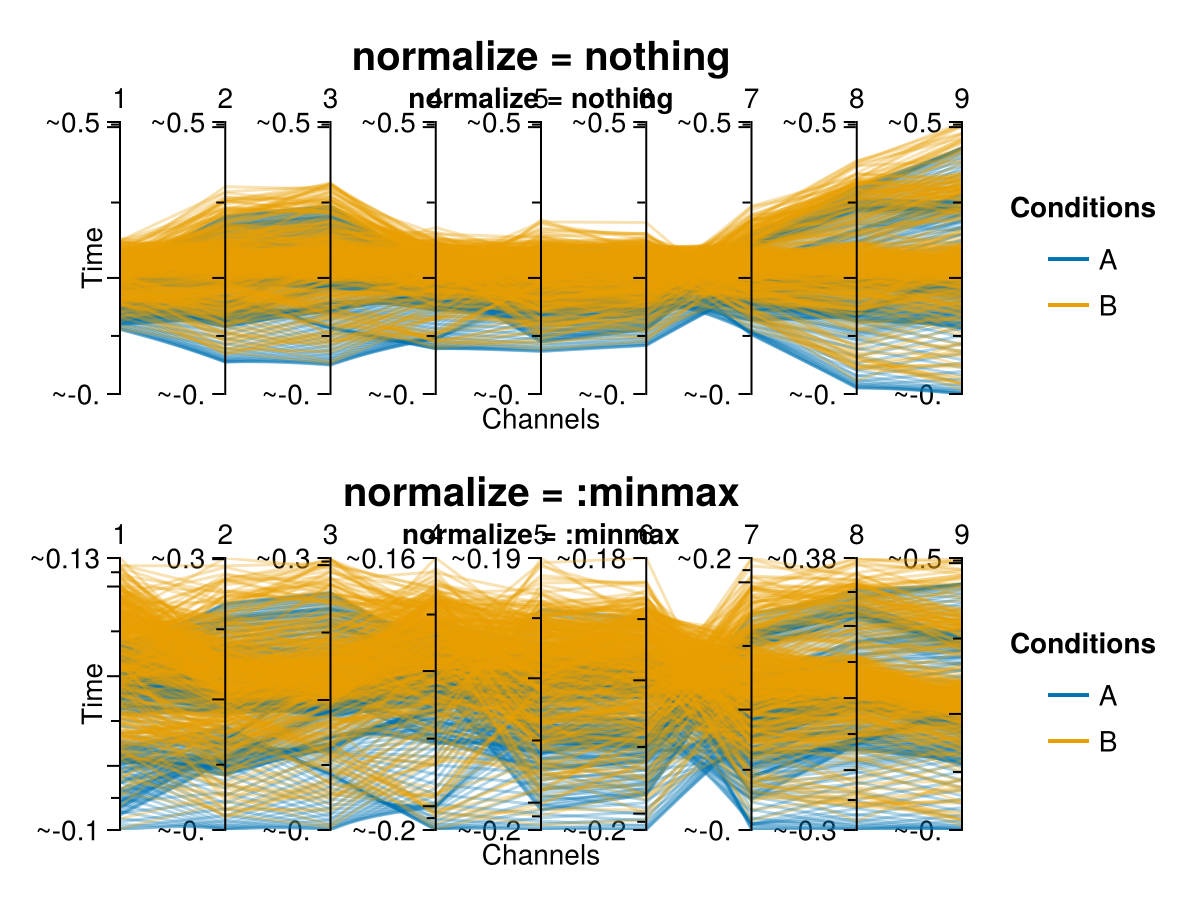 normalize = nothing
1 2 3 4 5 6 7 8 9
normalize = nothing
~0.5 ~0.5 ~0.5 ~0.5 ~0.5 ~0.5 ~0.5 ~0.5 ~0.5
Conditions
Time
A
B
~-0. ~-0. ~-0. ~-0. ~-0. ~-0. ~-0. ~-0. ~-0.
Channels
normalize = :minmax
1 2 3 4 5 6 7 8 9
normalize = :minmax
~0.13 ~0.3 ~0.3 ~0.16 ~0.19 ~0.18 ~0.2 ~0.38 ~0.5
Conditions
Time
A
B
~-0.1 ~-0. ~-0. ~-0.2 ~-0.2 ~-0.2 ~-0. ~-0.3 ~-0.
Channels